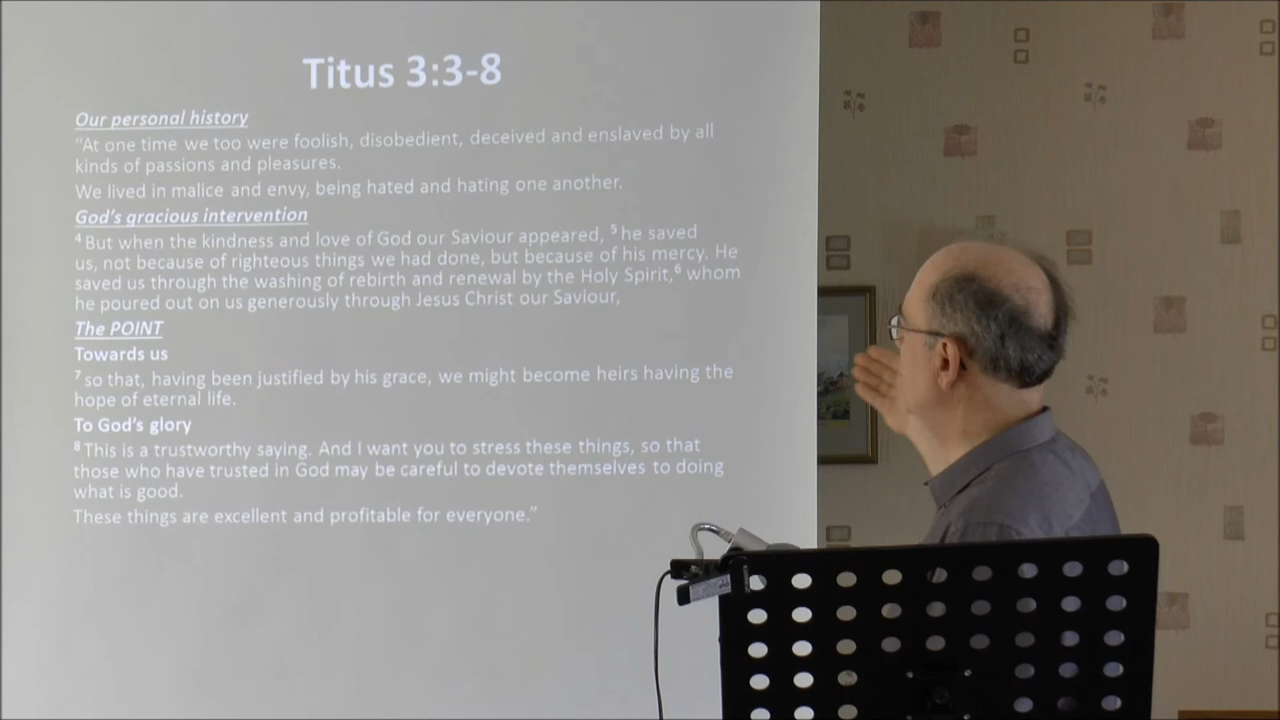 Titus 3:3-8
Our personal history
“At one time we too were foolish, disobedient, deceived and enslaved by all
kinds of passions and pleasures.
We lived in malice and envy, being hated and hating one another.
God’s gracious intervention
⁴ But when the kindness and love of God our Saviour appeared, ⁵ he saved
us, not because of righteous things we had done, but because of his mercy. He
saved us through the washing of rebirth and renewal by the Holy Spirit,⁶ whom
he poured out on us generously through Jesus Christ our Saviour,
The POINT
Towards us
⁷ so that, having been justified by his grace, we might become heirs having the
hope of eternal life.
To God’s glory
⁸ This is a trustworthy saying. And I want you to stress these things, so that
those who have trusted in God may be careful to devote themselves to doing
what is good.
These things are excellent and profitable for everyone.”